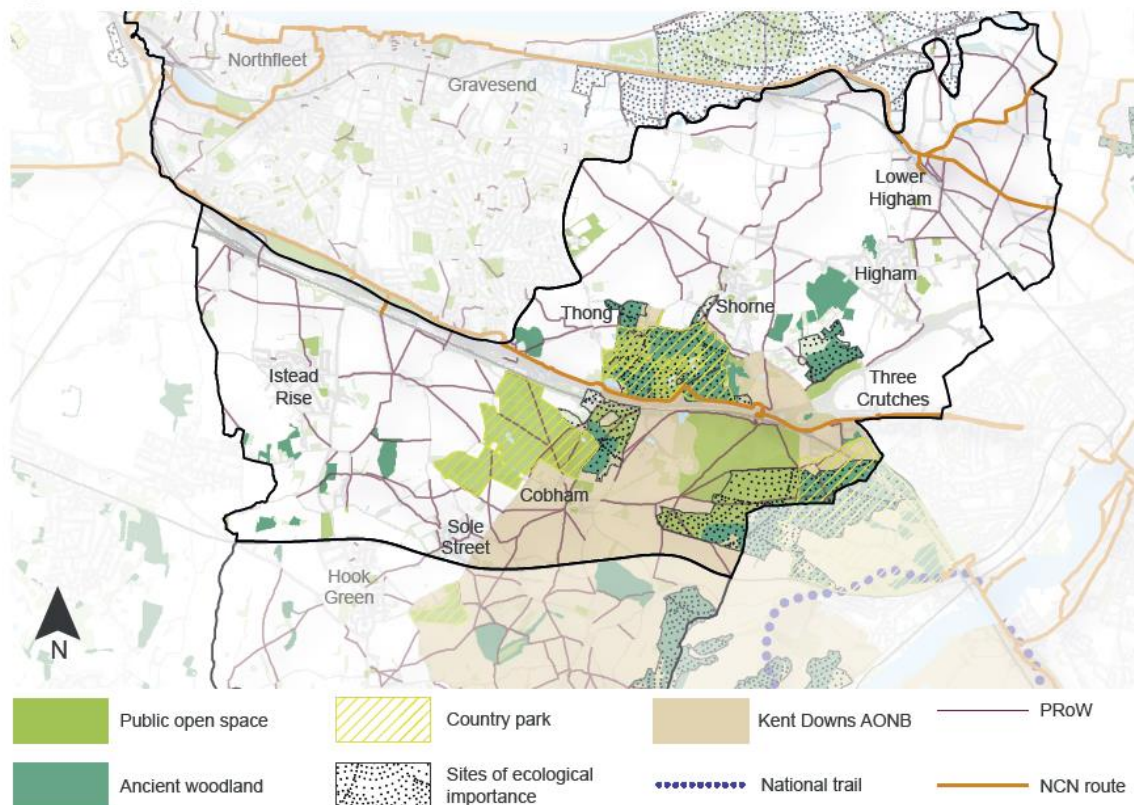 Northfleet
Gravesend
Lower
Higham
Higham
Thong
Shorne
Istead
Rise
Three
Crutches
Cobham
Sole
Street
Hook
Green
N
Public open space
Country park
Kent Downs AONB
PRoW
Ancient woodland
Sites of ecological
importance
National trail
NCN route